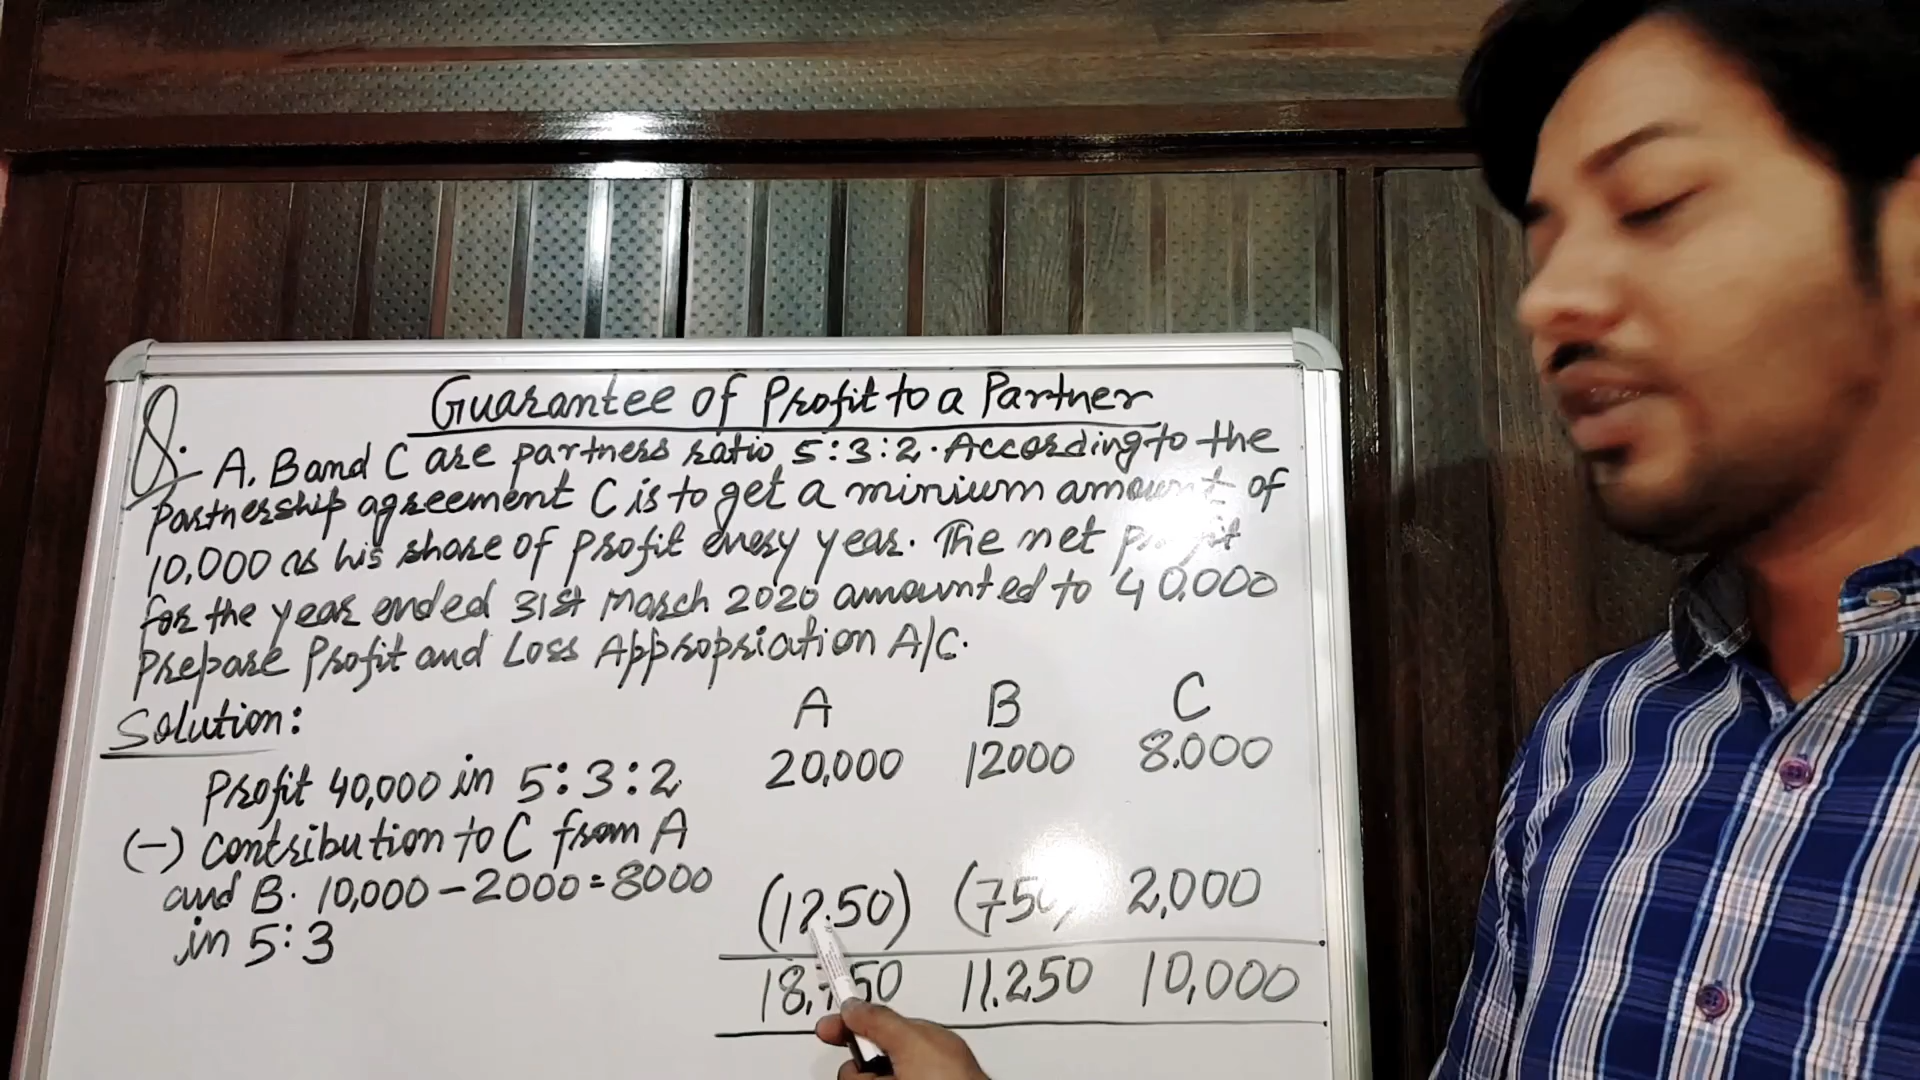 Guarantee of Profit to a Partner
Q. A, B and C are partners ratio 5:3:2. According to the
partnership agreement C is to get a minium amount of
10,000 as his share of profit every year. The net profit
for the year ended 31st march 2020 amounted to 40,000
Prepare Profit and Loss Appropriation A/C.
Solution:
A B C
Profit 40,000 in 5:3:2 20,000 12000 8,000
(-) Contribution to C from A
and B. 10,000 - 2000 = 8000 (1250) (750) 2,000
in 5:3
18,750 11,250 10,000